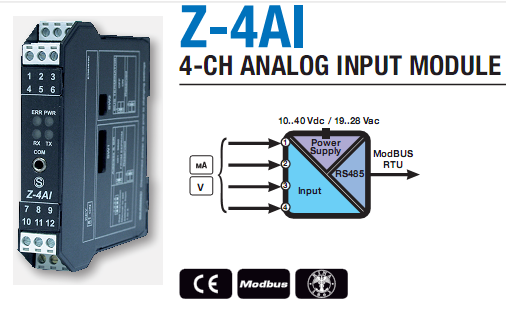 Z-4AI
4-CH ANALOG INPUT MODULE
1 2 3
4 5 6
ERR PWR
RX TX
COM
S
Z-4AI
7 8 9
10 11 12
10..40 Vdc / 19..28 Vac
mA
V
1
2
3
4
Power
Supply
Input
RS485
ModBUS
RTU
CE
Modbus